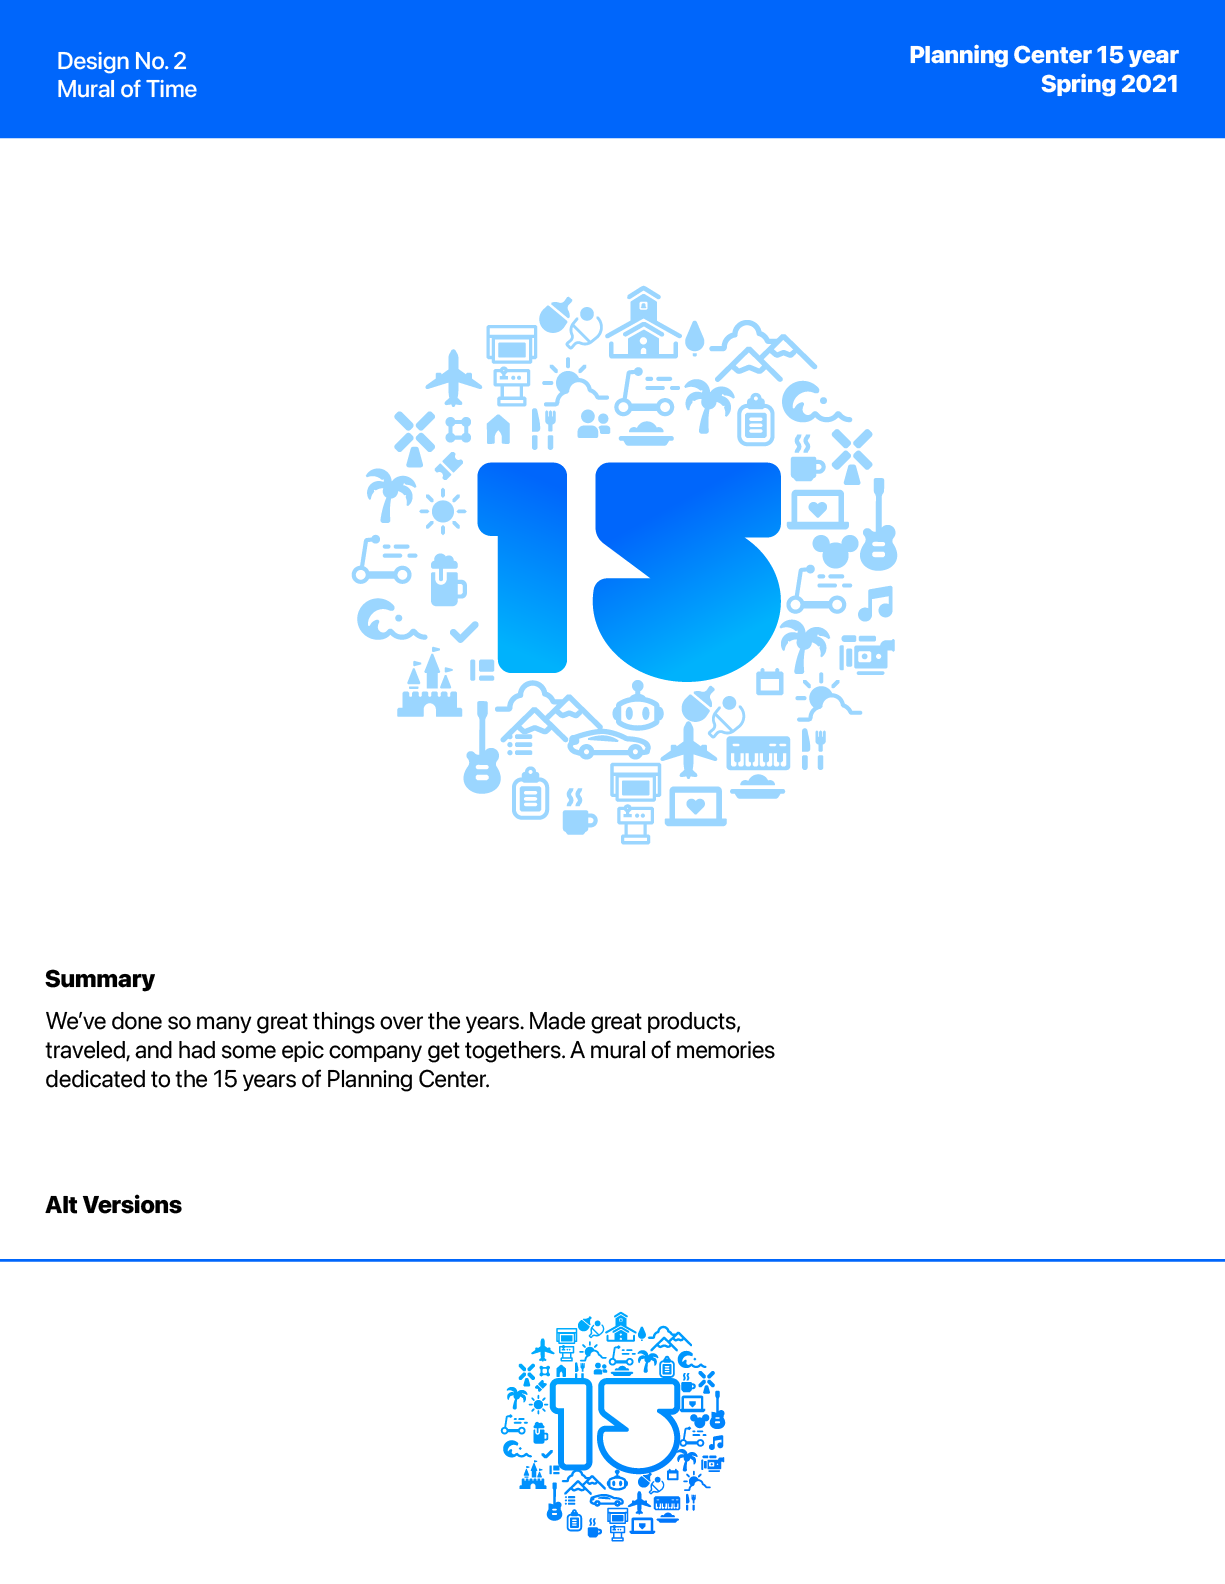 Design No. 2
Mural of Time
Planning Center 15 year
Spring 2021
15
Summary
We’ve done so many great things over the years. Made great products,
traveled, and had some epic company get togethers. A mural of memories
dedicated to the 15 years of Planning Center.
Alt Versions
15